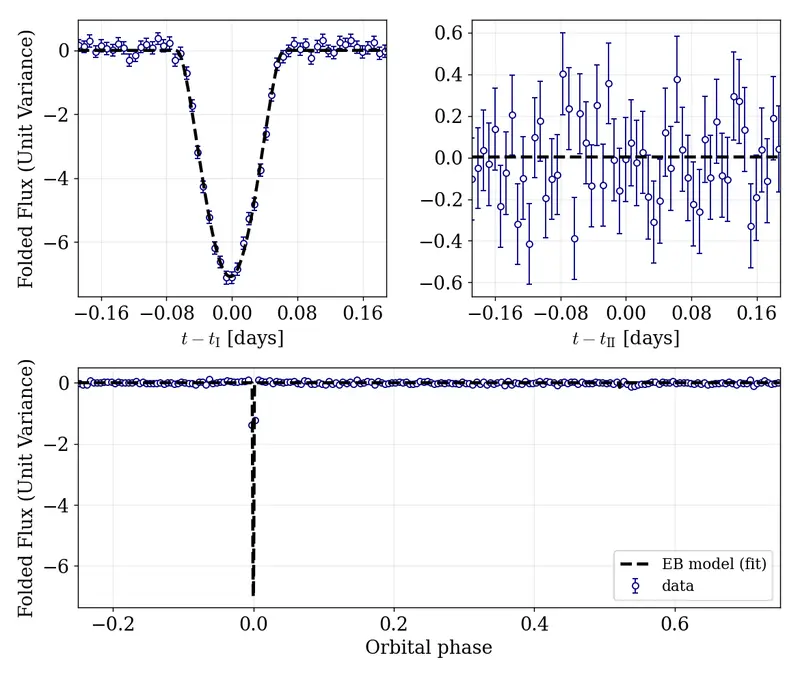 Folded Flux (Unit Variance)
0
−2
−4
−6
−0.16 −0.08 0.00 0.08 0.16
t − t_I [days]
0.6
0.4
0.2
0.0
−0.2
−0.4
−0.6
−0.16 −0.08 0.00 0.08 0.16
t − t_II [days]
Folded Flux (Unit Variance)
0
−2
−4
−6
EB model (fit)
data
−0.2 0.0 0.2 0.4 0.6
Orbital phase